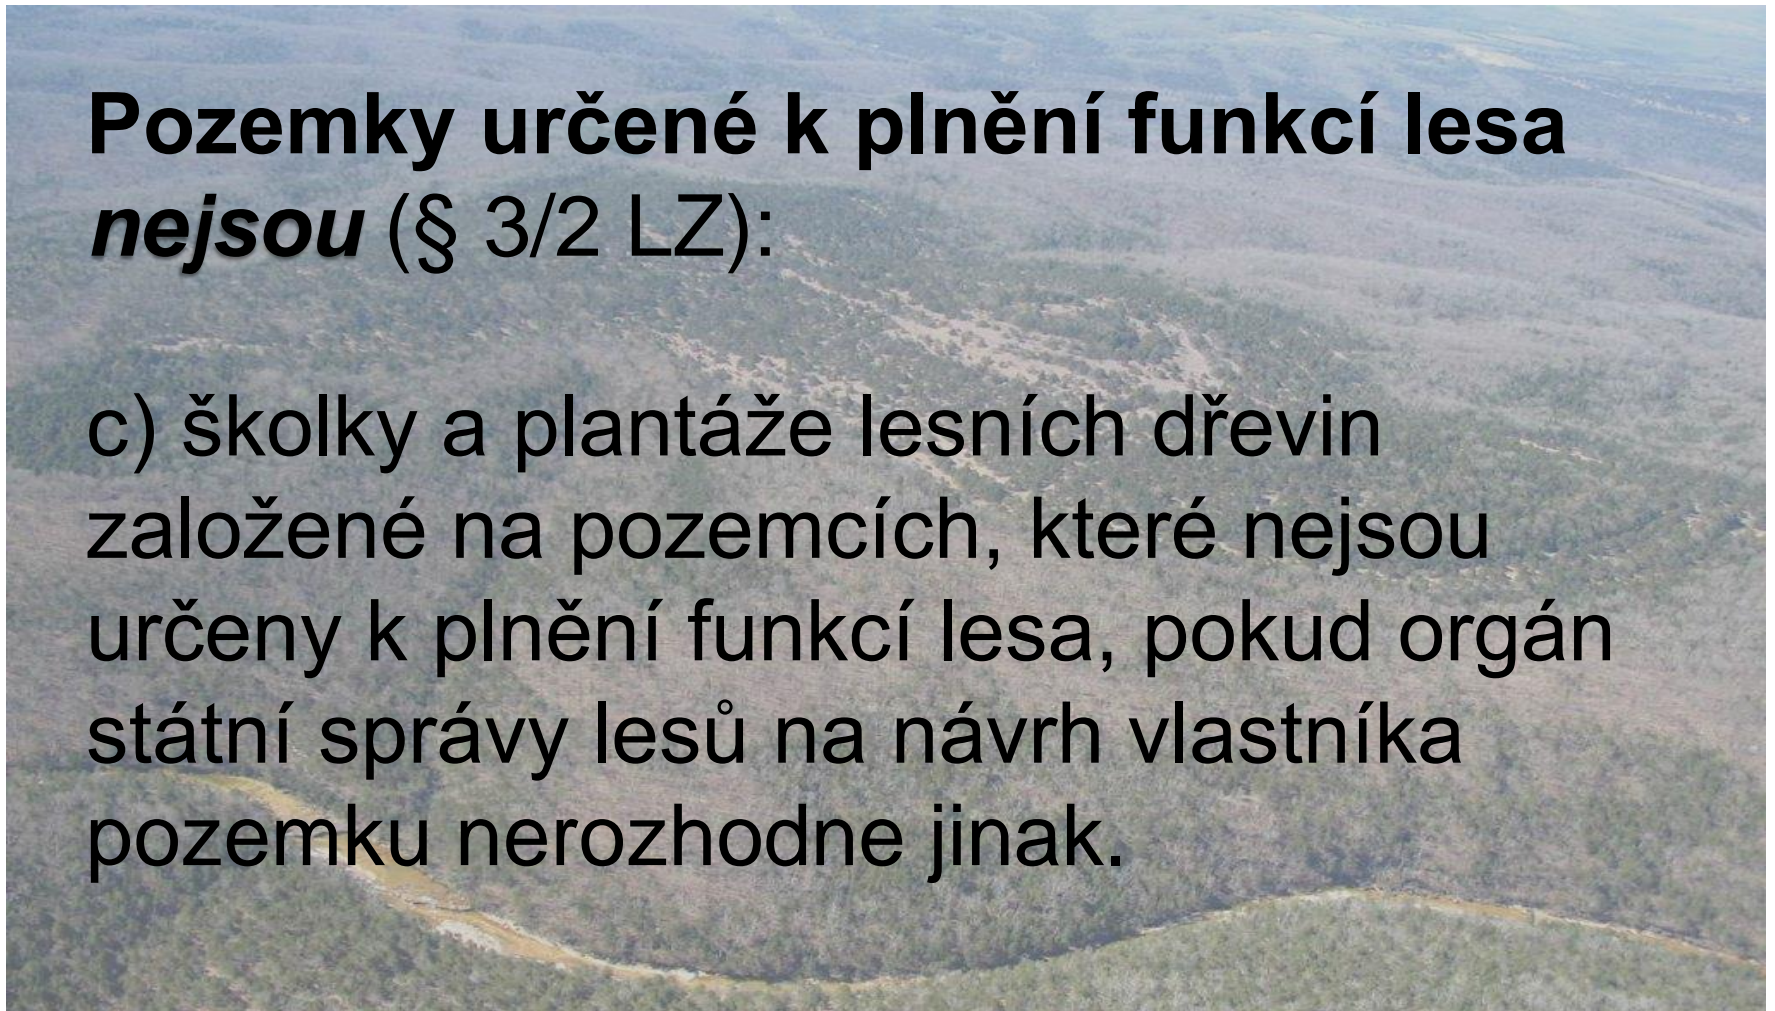 Pozemky určené k plnění funkcí lesa
nejsou (§ 3/2 LZ):
c) školky a plantáže lesních dřevin
založené na pozemcích, které nejsou
určeny k plnění funkcí lesa, pokud orgán
státní správy lesů na návrh vlastníka
pozemku nerozhodne jinak.